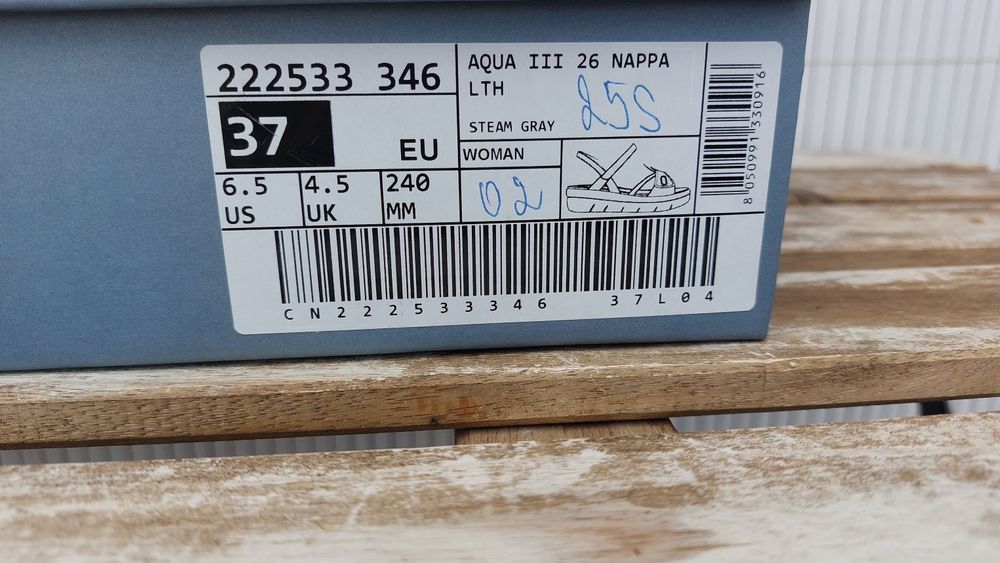 222533 346
37 EU
6.5 US
4.5 UK
240 MM
AQUA III 26 NAPPA
LTH
25S
STEAM GRAY
WOMAN
02
8 050991 330916
CN222533346 37L04